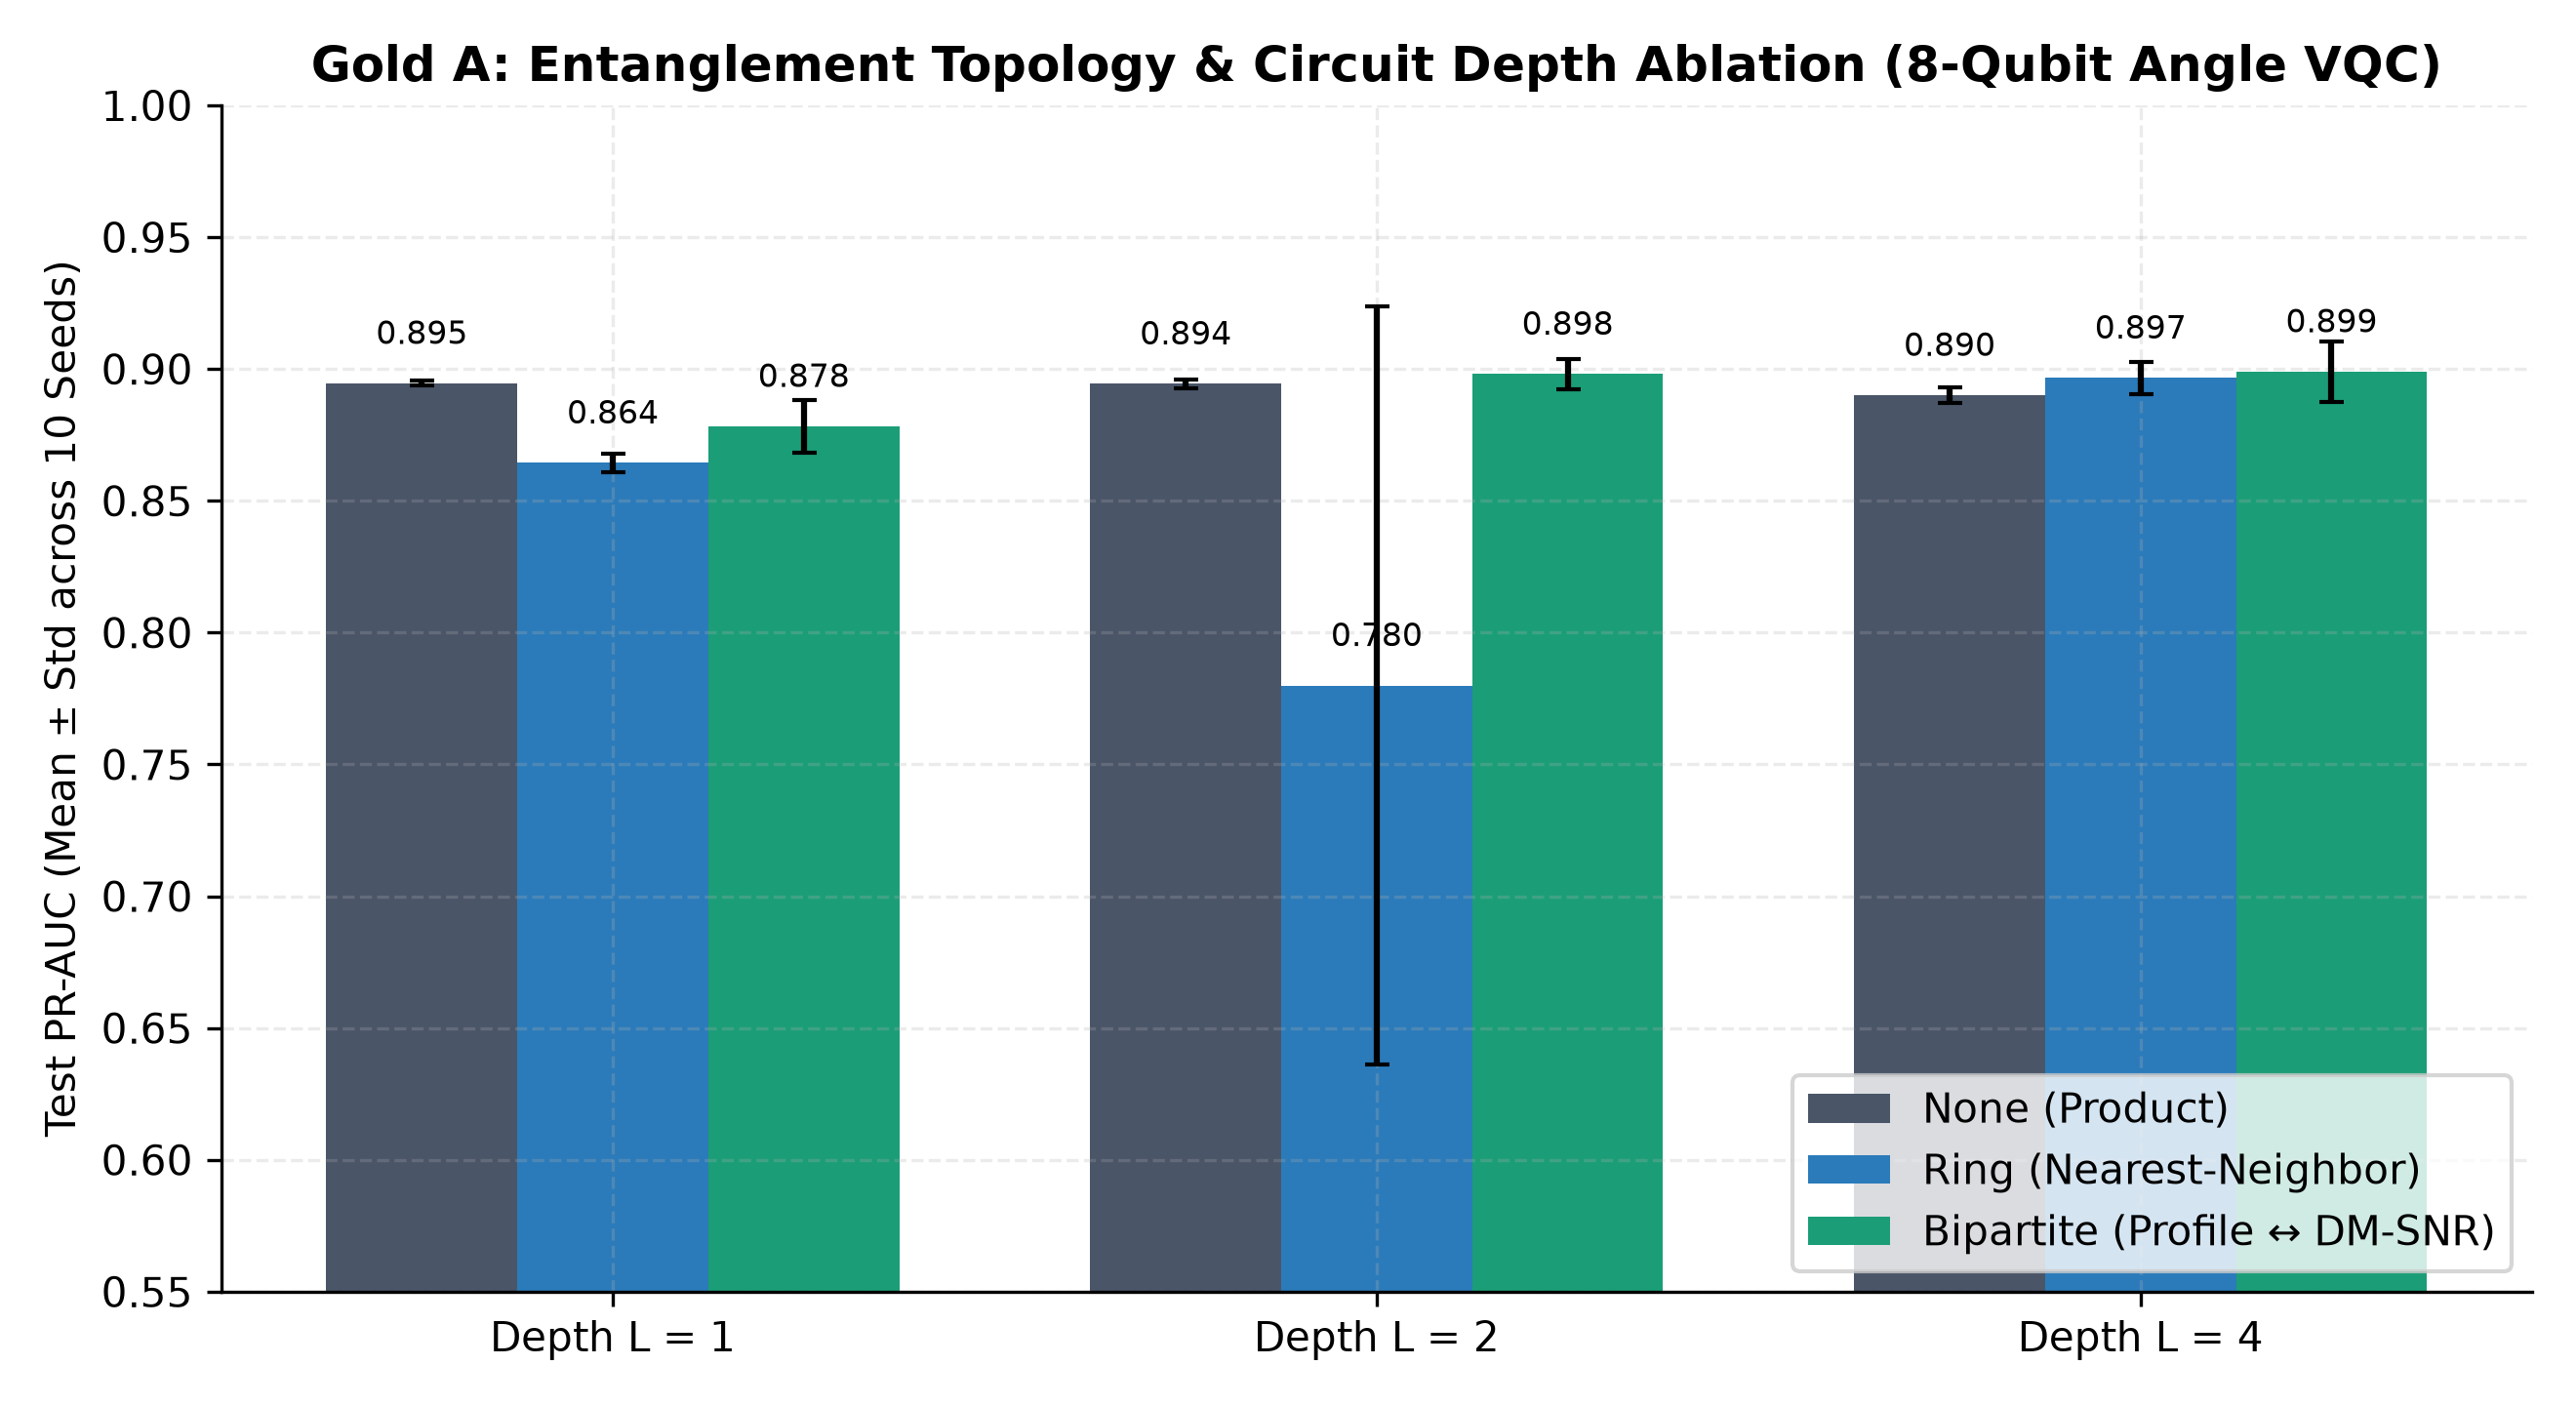 Gold A: Entanglement Topology & Circuit Depth Ablation (8-Qubit Angle VQC)
Test PR-AUC (Mean ± Std across 10 Seeds)
1.00
0.95
0.90
0.85
0.80
0.75
0.70
0.65
0.60
0.55
0.895
0.864
0.878
0.894
0.780
0.898
0.890
0.897
0.899
Depth L = 1
Depth L = 2
Depth L = 4
None (Product)
Ring (Nearest-Neighbor)
Bipartite (Profile ↔ DM-SNR)